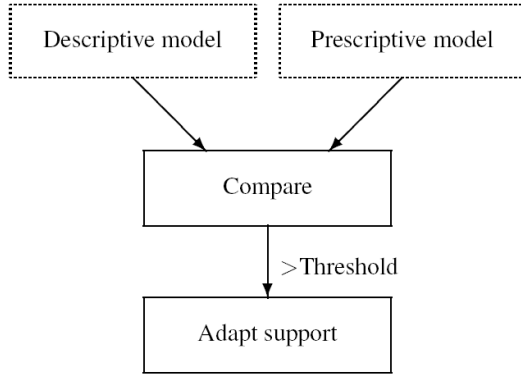 Descriptive model
Prescriptive model
Compare
>Threshold
Adapt support